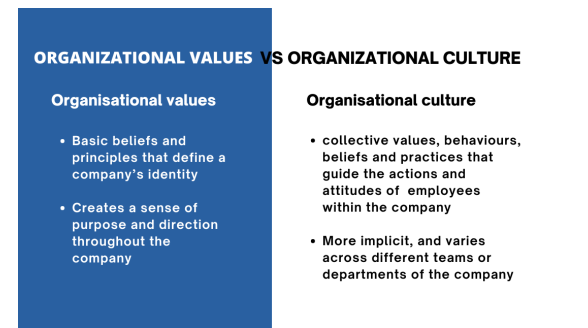 ORGANIZATIONAL VALUES VS ORGANIZATIONAL CULTURE
Organisational values
• Basic beliefs and
principles that define a
company's identity
• Creates a sense of
purpose and direction
throughout the
company
Organisational culture
• collective values, behaviours,
beliefs and practices that
guide the actions and
attitudes of employees
within the company
• More implicit, and varies
across different teams or
departments of the company